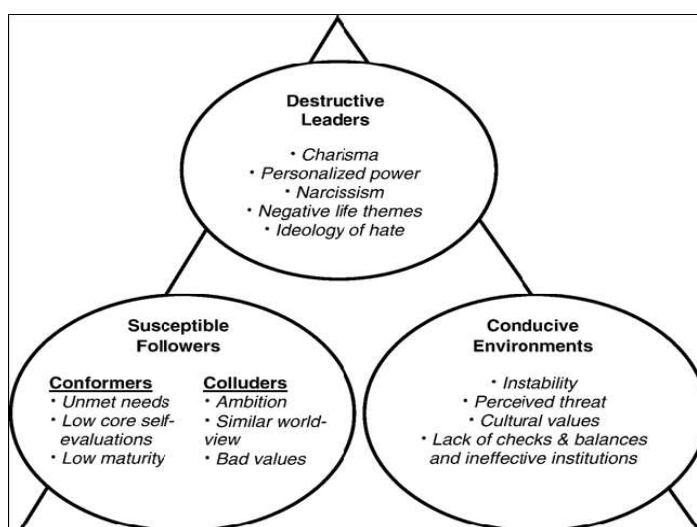 Destructive
Leaders
• Charisma
• Personalized power
• Narcissism
• Negative life themes
• Ideology of hate
Susceptible
Followers
Conformers
• Unmet needs
• Low core self-
evaluations
• Low maturity
Colluders
• Ambition
• Similar world-
view
• Bad values
Conducive
Environments
• Instability
• Perceived threat
• Cultural values
• Lack of checks & balances
and ineffective institutions